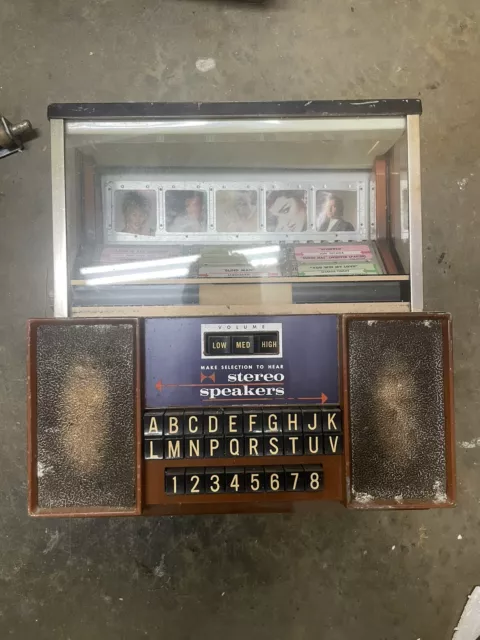 VOLUME
LOW MED HIGH
MAKE SELECTION TO HEAR
stereo
speakers
A B C D E F G H J K
L M N P Q R S T U V
1 2 3 4 5 6 7 8